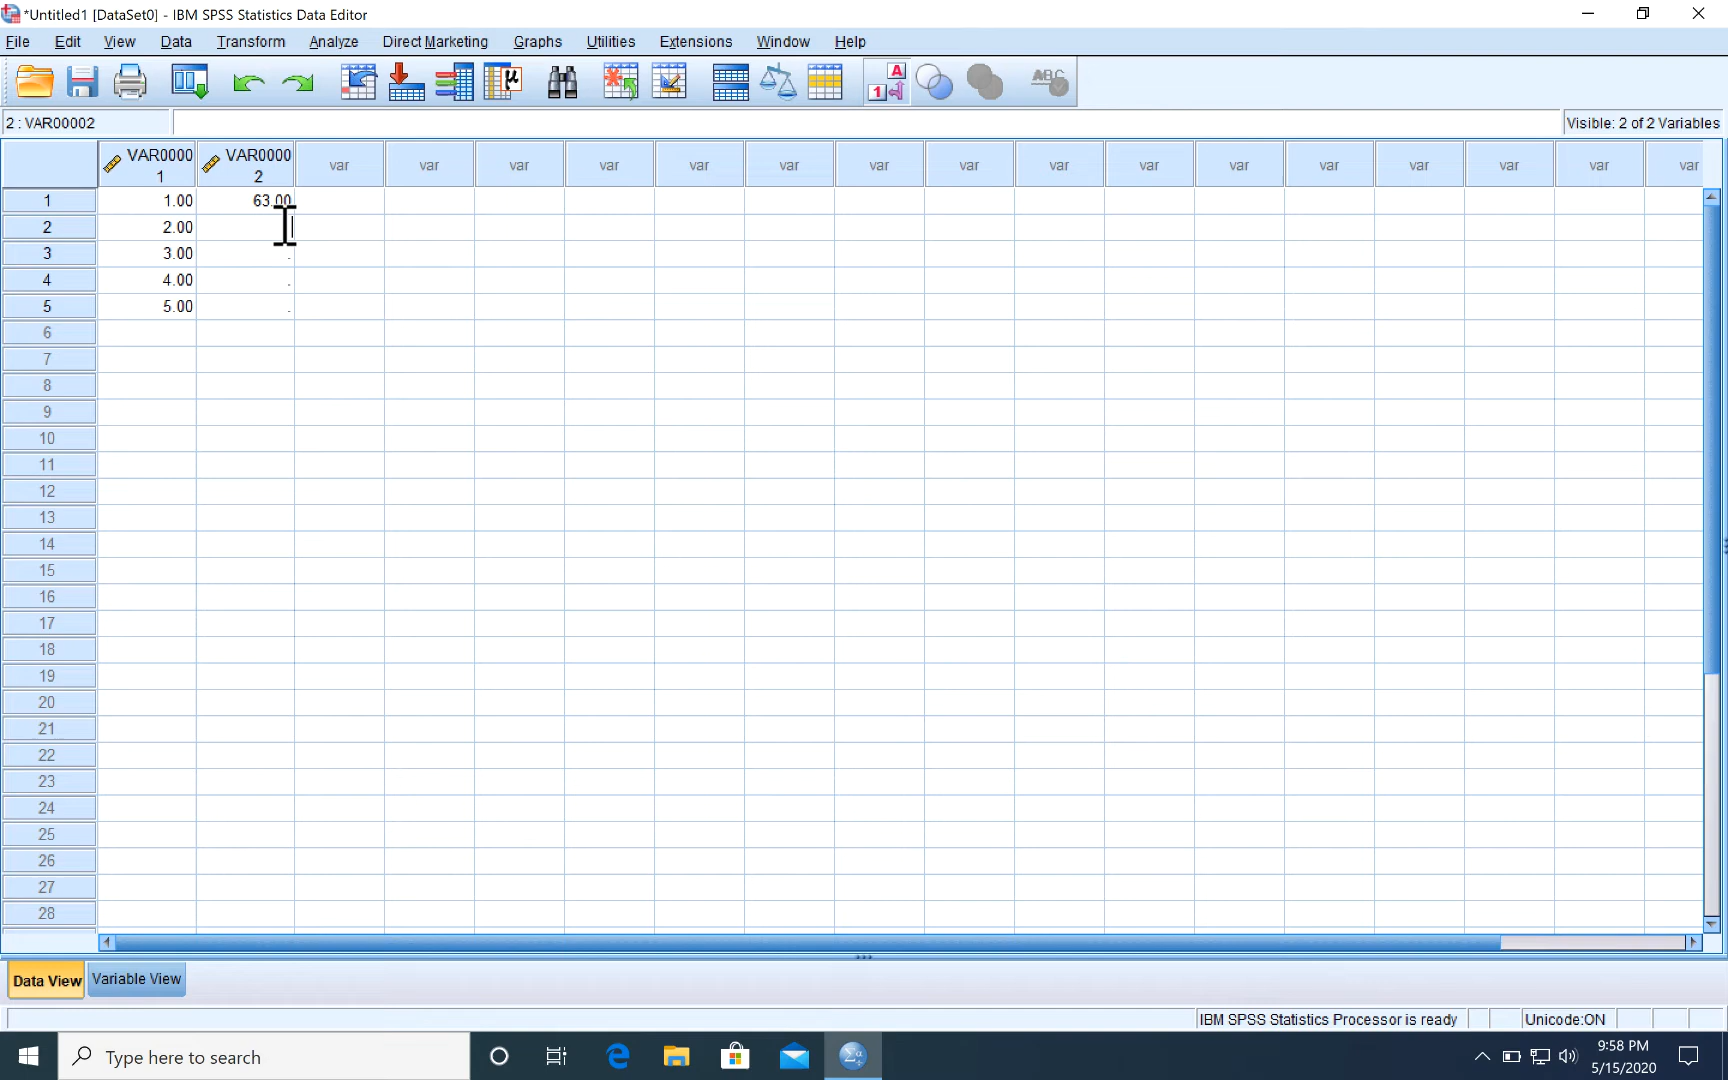 *Untitled1 [DataSet0] - IBM SPSS Statistics Data Editor
File Edit View Data Transform Analyze Direct Marketing Graphs Utilities Extensions Window Help
2 : VAR00002 Visible: 2 of 2 Variables
VAR0000 VAR0000
1 2 var var var var var var var var var var var var var var var var
1 1.00 63.00
2 2.00
3 3.00 .
4 4.00 .
5 5.00 .
6
7
8
9
10
11
12
13
14
15
16
17
18
19
20
21
22
23
24
25
26
27
28
Data View Variable View
IBM SPSS Statistics Processor is ready Unicode:ON
Type here to search
9:58 PM
5/15/2020